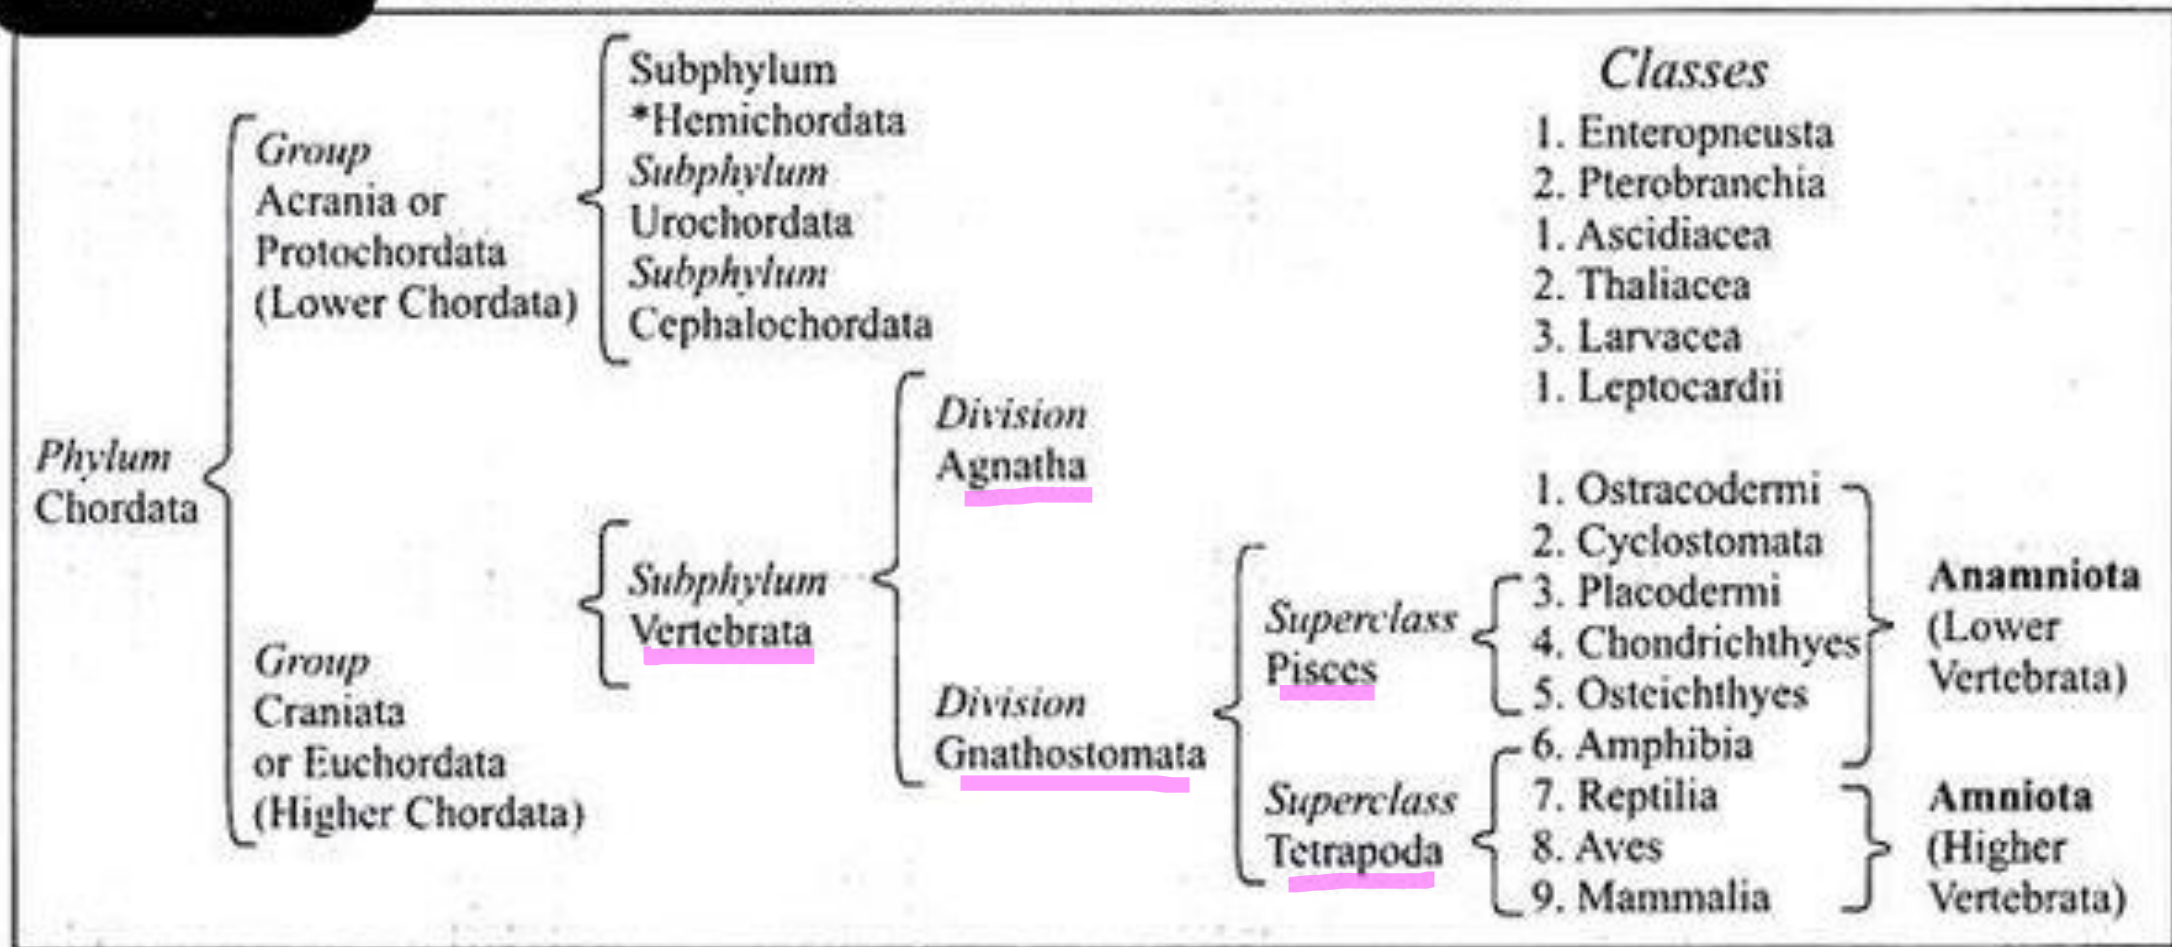 Phylum
Chordata
Group
Acrania or
Protochordata
(Lower Chordata)
Group
Craniata
or Euchordata
(Higher Chordata)
Subphylum
*Hemichordata
Subphylum
Urochordata
Subphylum
Cephalochordata
Subphylum
Vertebrata
Division
Agnatha
Division
Gnathostomata
Superclass
Pisces
Superclass
Tetrapoda
Classes
1. Enteropneusta
2. Pterobranchia
1. Ascidiacea
2. Thaliacea
3. Larvacea
1. Leptocardii
1. Ostracodermi
2. Cyclostomata
3. Placodermi
4. Chondrichthyes
5. Osteichthyes
6. Amphibia
7. Reptilia
8. Aves
9. Mammalia
Anamniota
(Lower
Vertebrata)
Amniota
(Higher
Vertebrata)